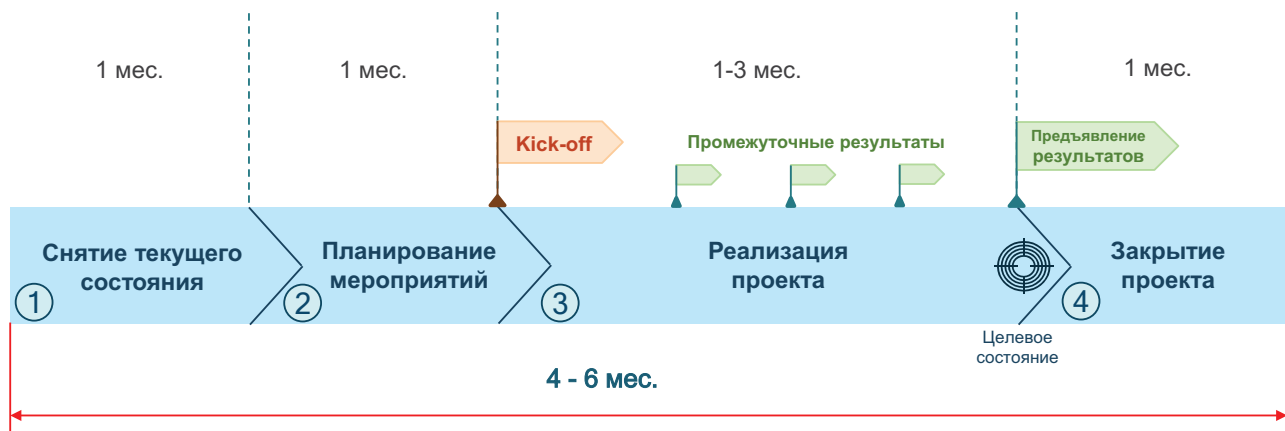 1 мес.
1 мес.
1-3 мес.
1 мес.
Kick-off
Промежуточные результаты
Предъявление
результатов
Снятие текущего
состояния
1
Планирование
мероприятий
2
Реализация
проекта
3
Закрытие
проекта
4
Целевое
состояние
4 - 6 мес.